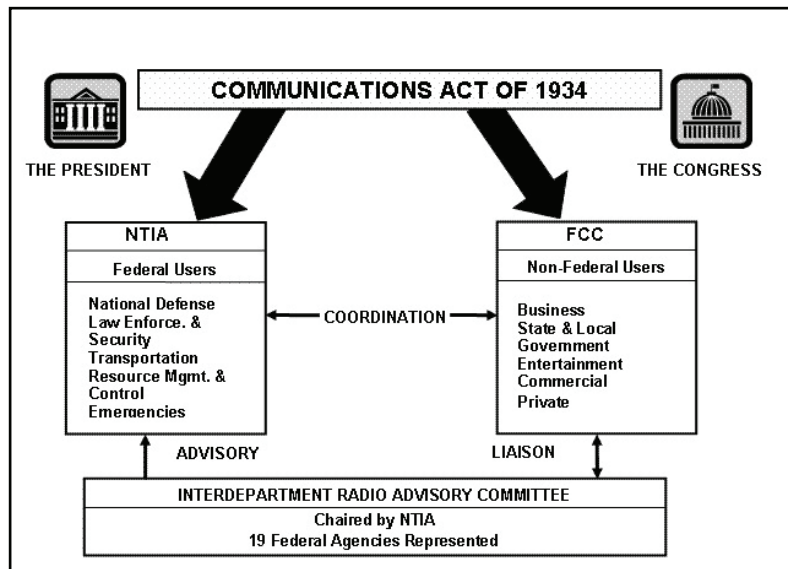 COMMUNICATIONS ACT OF 1934
THE PRESIDENT
THE CONGRESS
NTIA
Federal Users
National Defense
Law Enforce. &
Security
Transportation
Resource Mgmt. &
Control
Emergencies
COORDINATION
FCC
Non-Federal Users
Business
State & Local
Government
Entertainment
Commercial
Private
ADVISORY
LIAISON
INTERDEPARTMENT RADIO ADVISORY COMMITTEE
Chaired by NTIA
19 Federal Agencies Represented